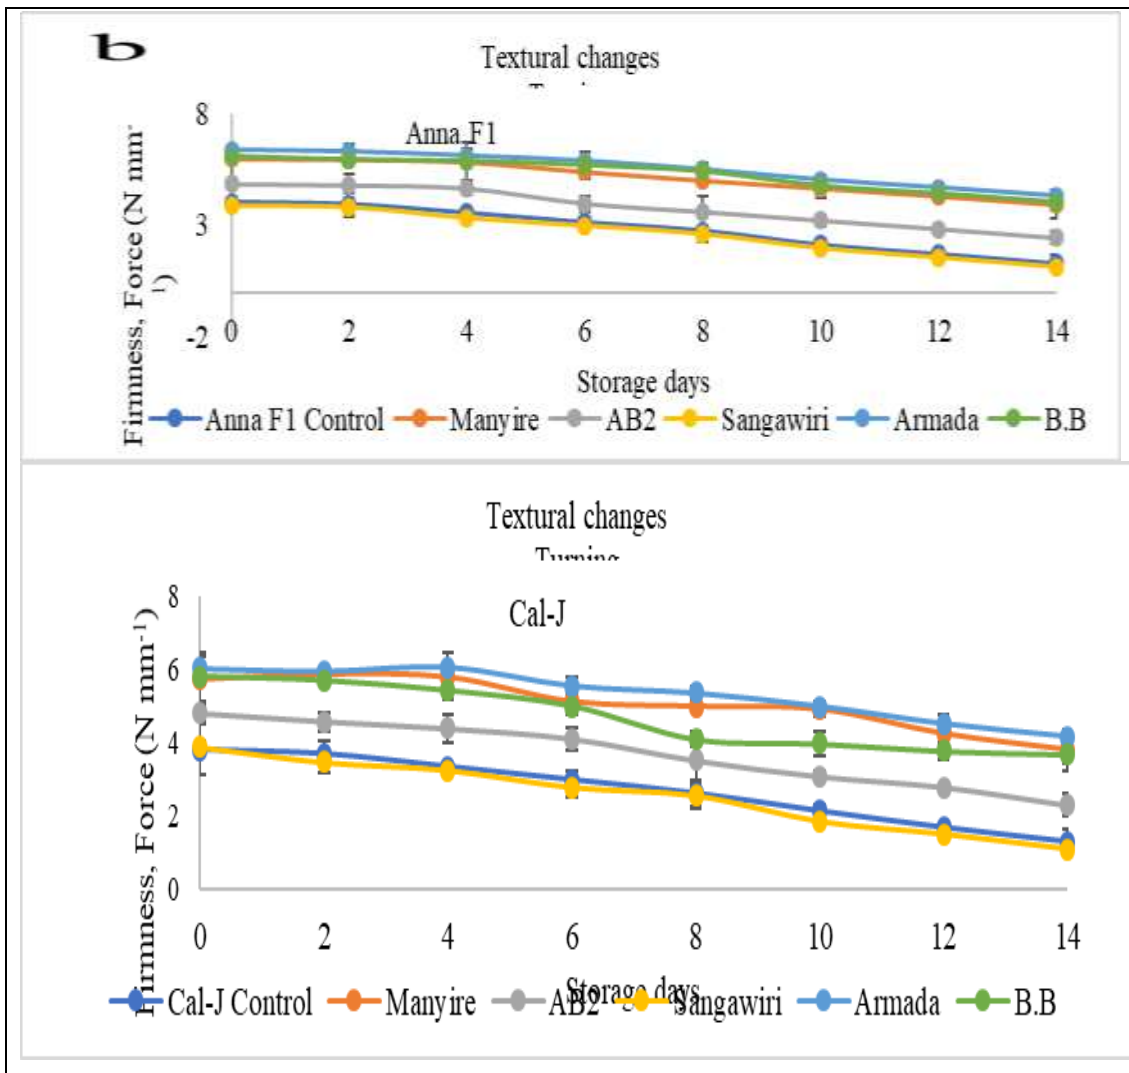 b
Textural changes
Anna F1
8
3
-2
Firmness, Force (N mm-1)
0 2 4 6 8 10 12 14
Storage days
Anna F1 Control Manyire AB2 Sangawiri Armada B.B
Textural changes
Turning
Cal-J
8
6
4
2
0
Firmness, Force (N mm-1)
0 2 4 6 8 10 12 14
Storage days
Cal-J Control Manyire AB2 Sangawiri Armada B.B